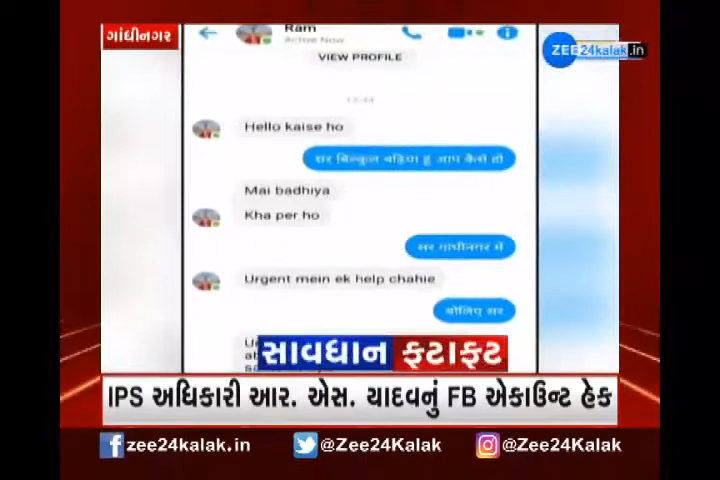 ગાંધીનગર
Ram
Active Now
ZEE24kalak.in
VIEW PROFILE
Hello kaise ho
सर बिल्कुल बढ़िया हूं आप कैसे हो
Mai badhiya
Kha per ho
सर गांधीनगर में
Urgent mein ek help chahie
बोलिए सर
સાવધાન ફટાફટ
IPS અધિકારી આર. એસ. યાદવનું FB એકાઉન્ટ હેક
zee24kalak.in
@Zee24Kalak
@Zee24Kalak